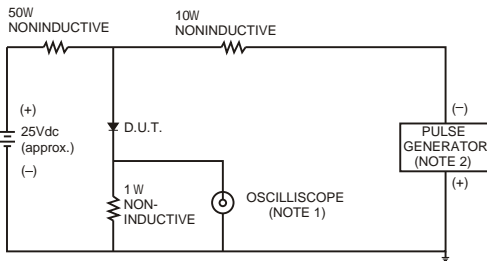 50W
NONINDUCTIVE
10W
NONINDUCTIVE
(+)
25Vdc
(approx.)
(–)
D.U.T.
1 W
NON-
INDUCTIVE
OSCILLISCOPE
(NOTE 1)
(–)
PULSE
GENERATOR
(NOTE 2)
(+)